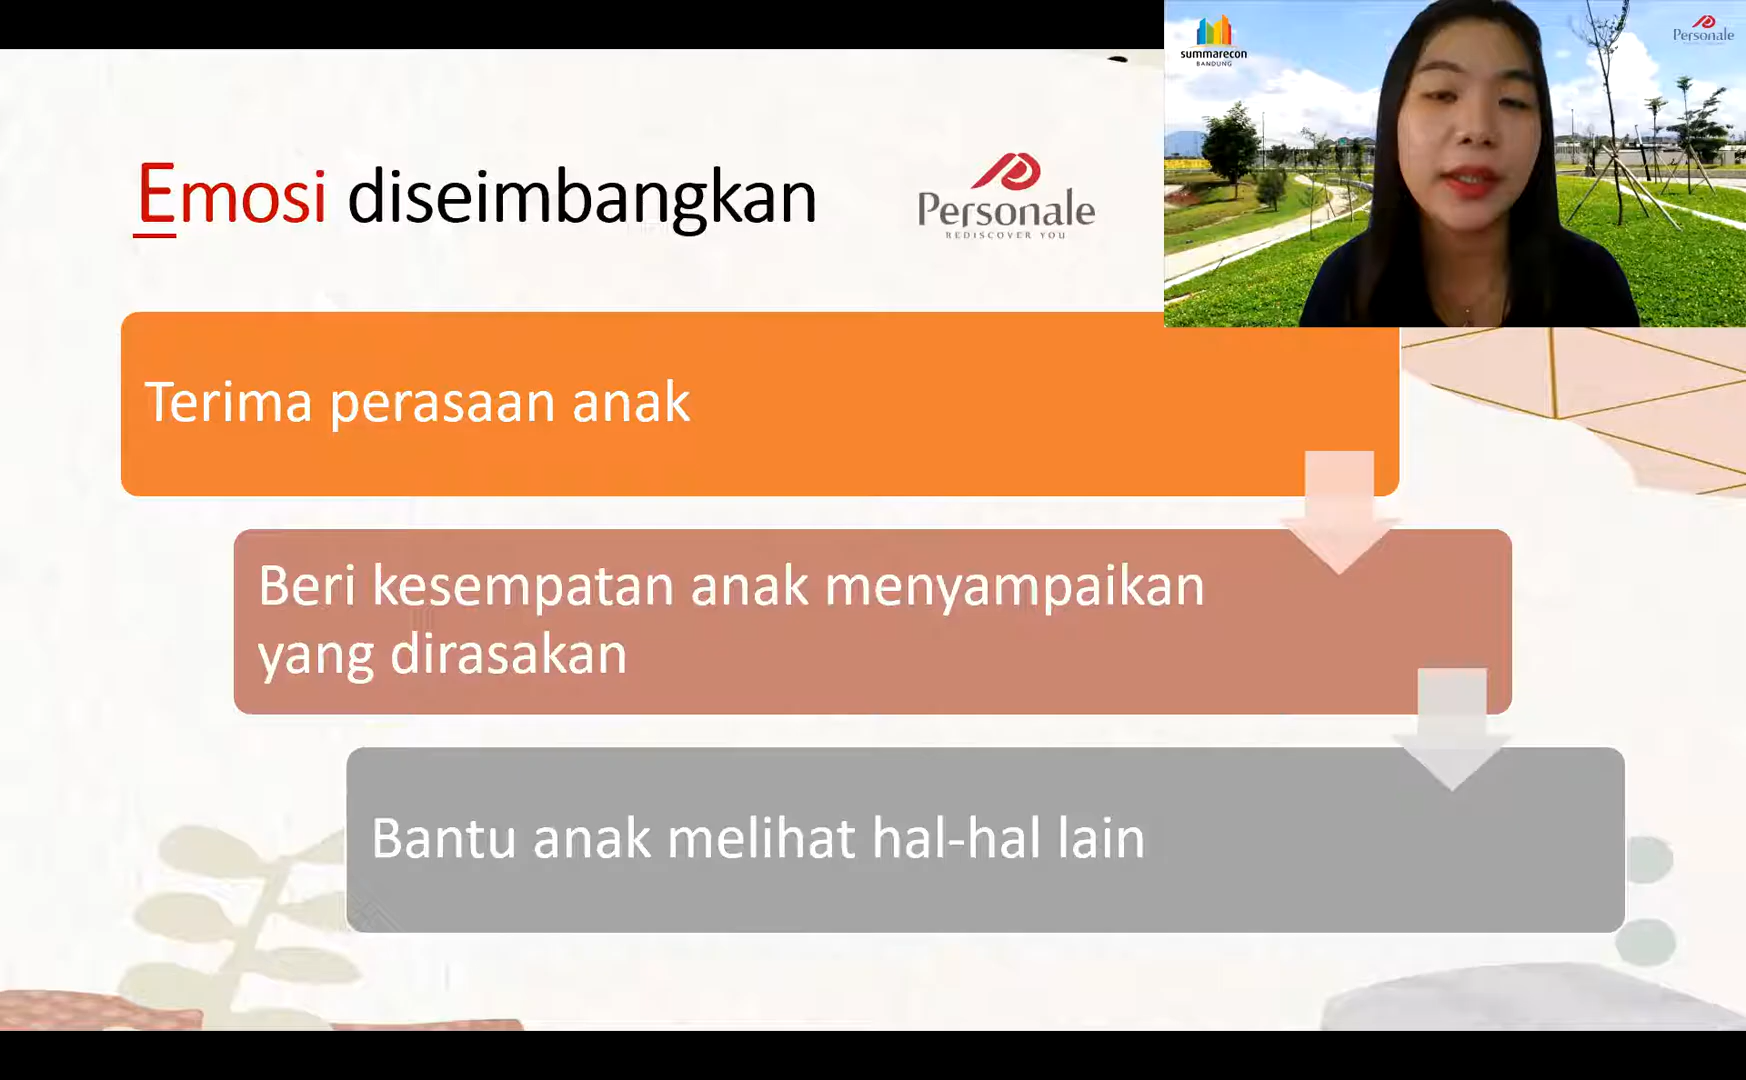 summarecon
BANDUNG
Personale
Emosi diseimbangkan
Personale
REDISCOVER YOU
Terima perasaan anak
Beri kesempatan anak menyampaikan
yang dirasakan
Bantu anak melihat hal-hal lain